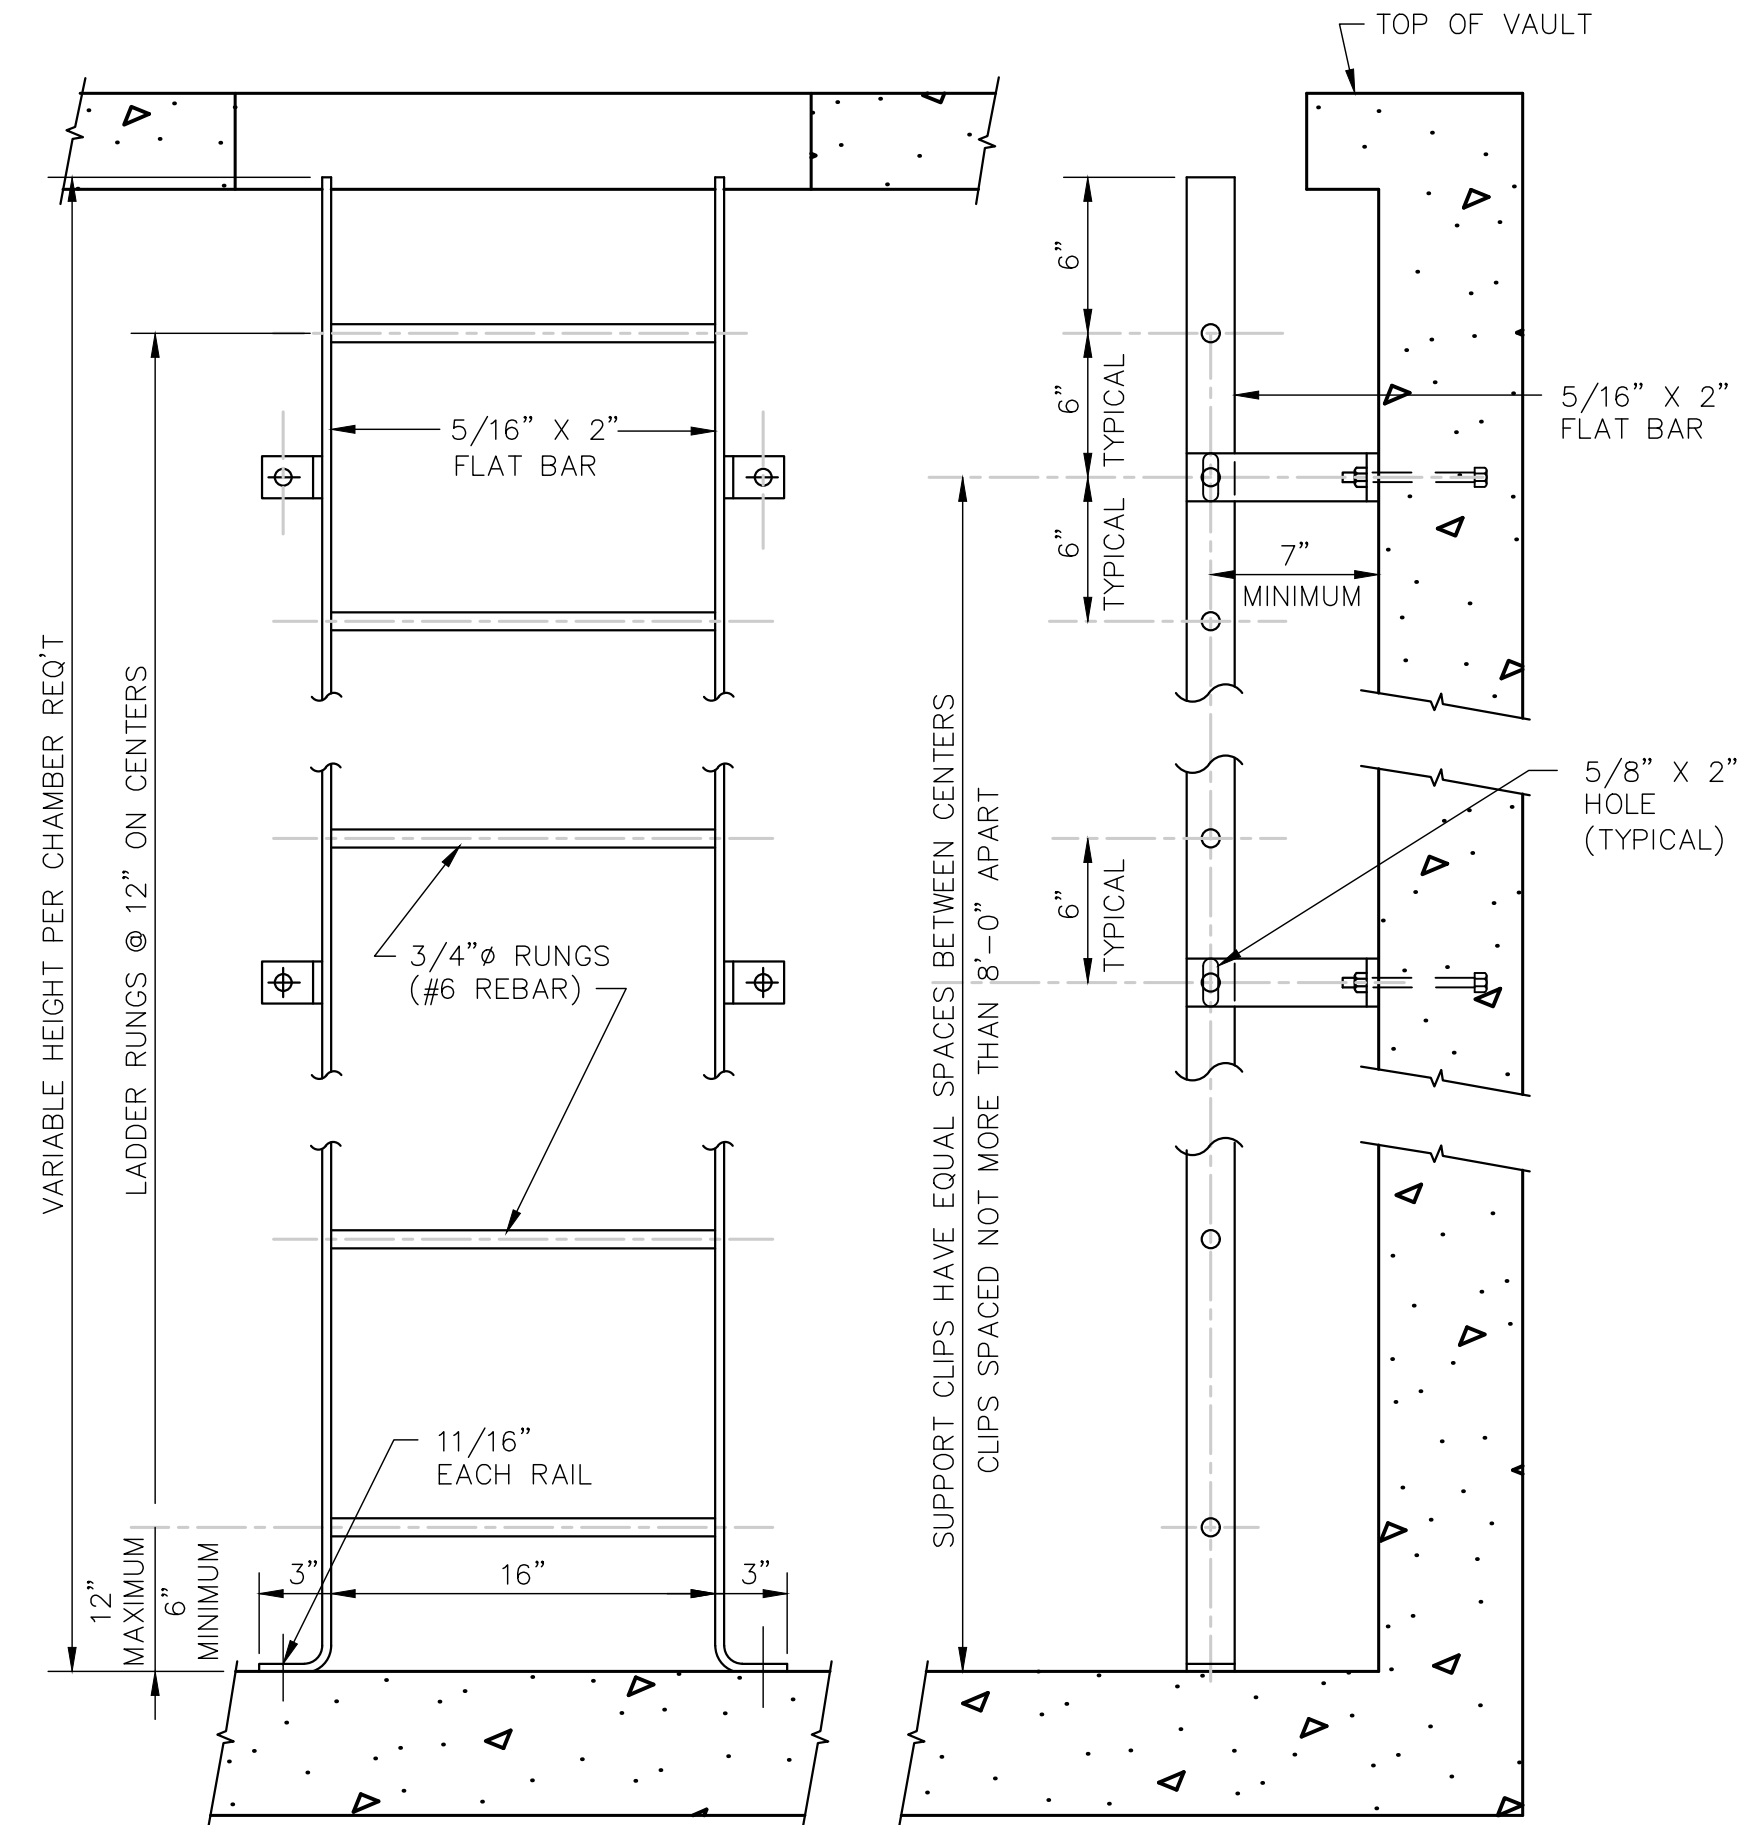 TOP OF VAULT
6”
6”
TYPICAL
5/16” X 2”
FLAT BAR
5/16” X 2”
FLAT BAR
6”
TYPICAL
7”
MINIMUM
VARIABLE HEIGHT PER CHAMBER REQ'T
LADDER RUNGS @ 12” ON CENTERS
SUPPORT CLIPS HAVE EQUAL SPACES BETWEEN CENTERS
CLIPS SPACED NOT MORE THAN 8'-0” APART
5/8” X 2”
HOLE
(TYPICAL)
6”
TYPICAL
3/4”ø RUNGS
(#6 REBAR)
11/16”
EACH RAIL
12”
MAXIMUM
6”
MINIMUM
3”
16”
3”